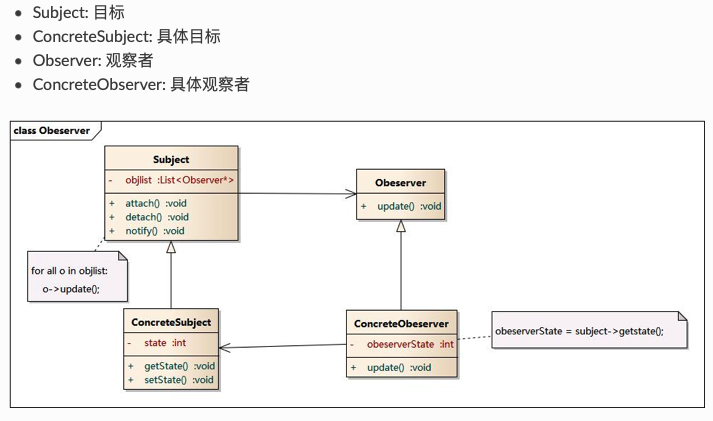 Subject: 目标
ConcreteSubject: 具体目标
Observer: 观察者
ConcreteObserver: 具体观察者
class Obeserver
Subject
- objlist :List<Observer*>
+ attach() :void
+ detach() :void
+ notify() :void
Obeserver
+ update() :void
for all o in objlist:
o->update();
ConcreteSubject
- state :int
+ getState() :void
+ setState() :void
ConcreteObeserver
- obeserverState :int
+ update() :void
obeserverState = subject->getstate();